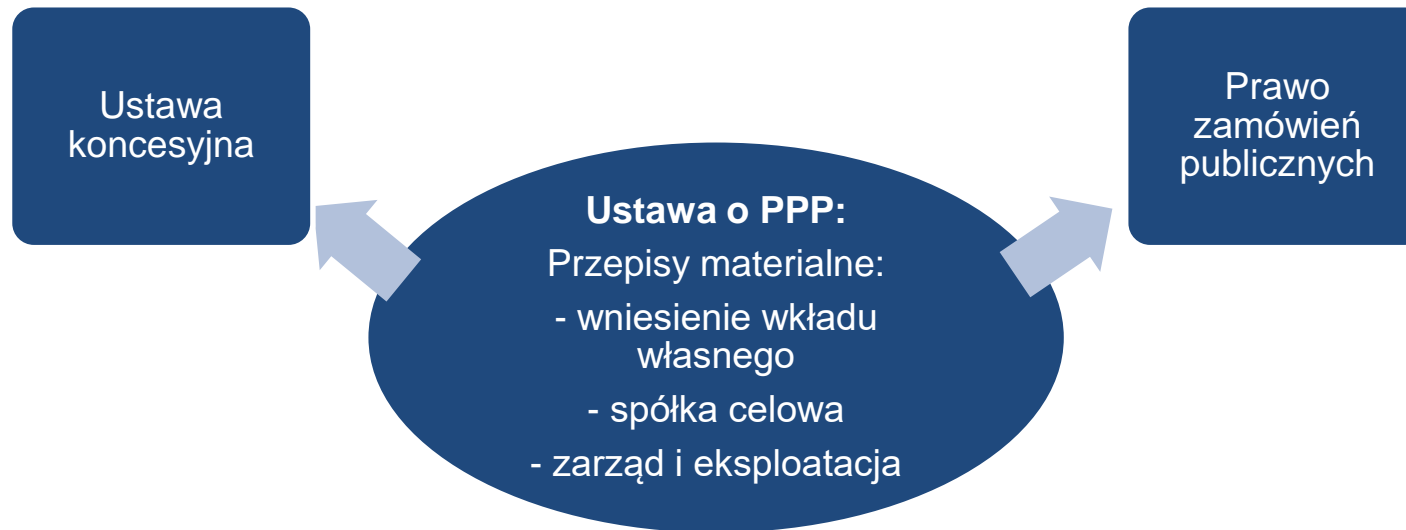 Ustawa
koncesyjna
Prawo
zamówień
publicznych
Ustawa o PPP:
Przepisy materialne:
- wniesienie wkładu
własnego
- spółka celowa
- zarząd i eksploatacja